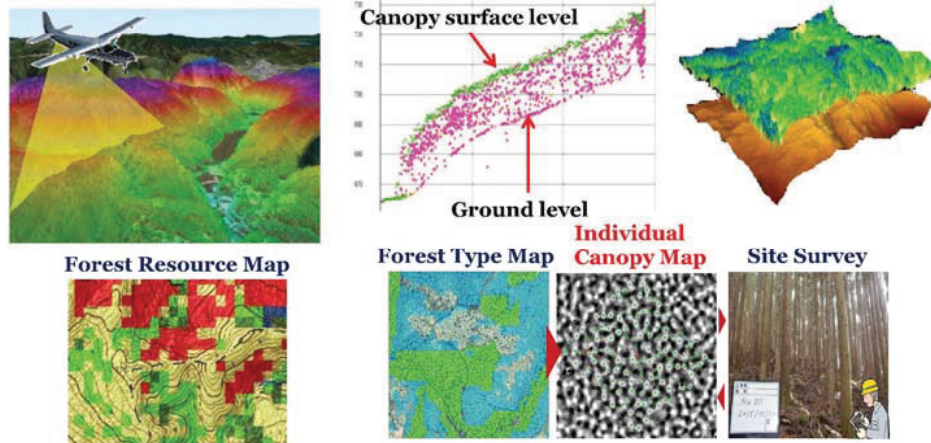 Canopy surface level
Ground level
Forest Resource Map
Forest Type Map
Individual
Canopy Map
Site Survey